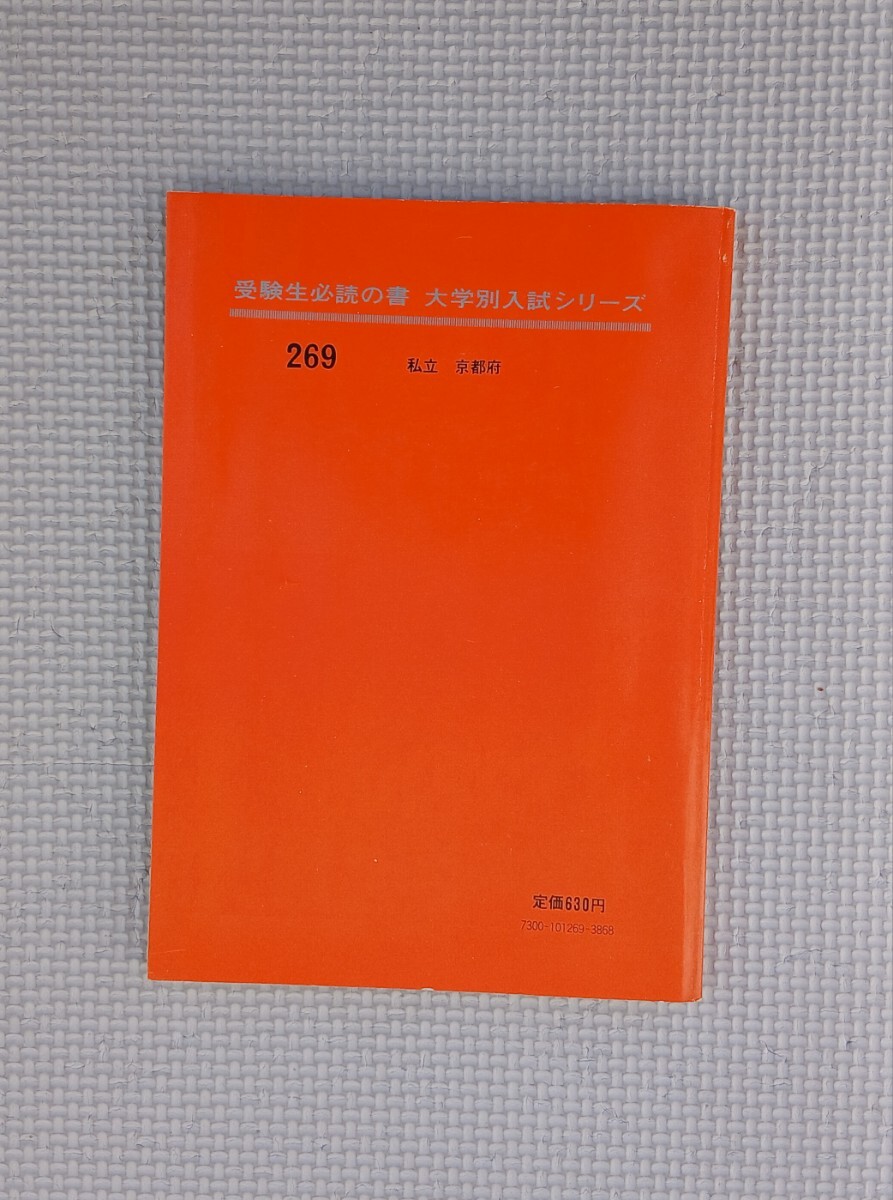 受験生必読の書 大学別入試シリーズ
269 私立 京都府
定価630円
7300-101269-3868